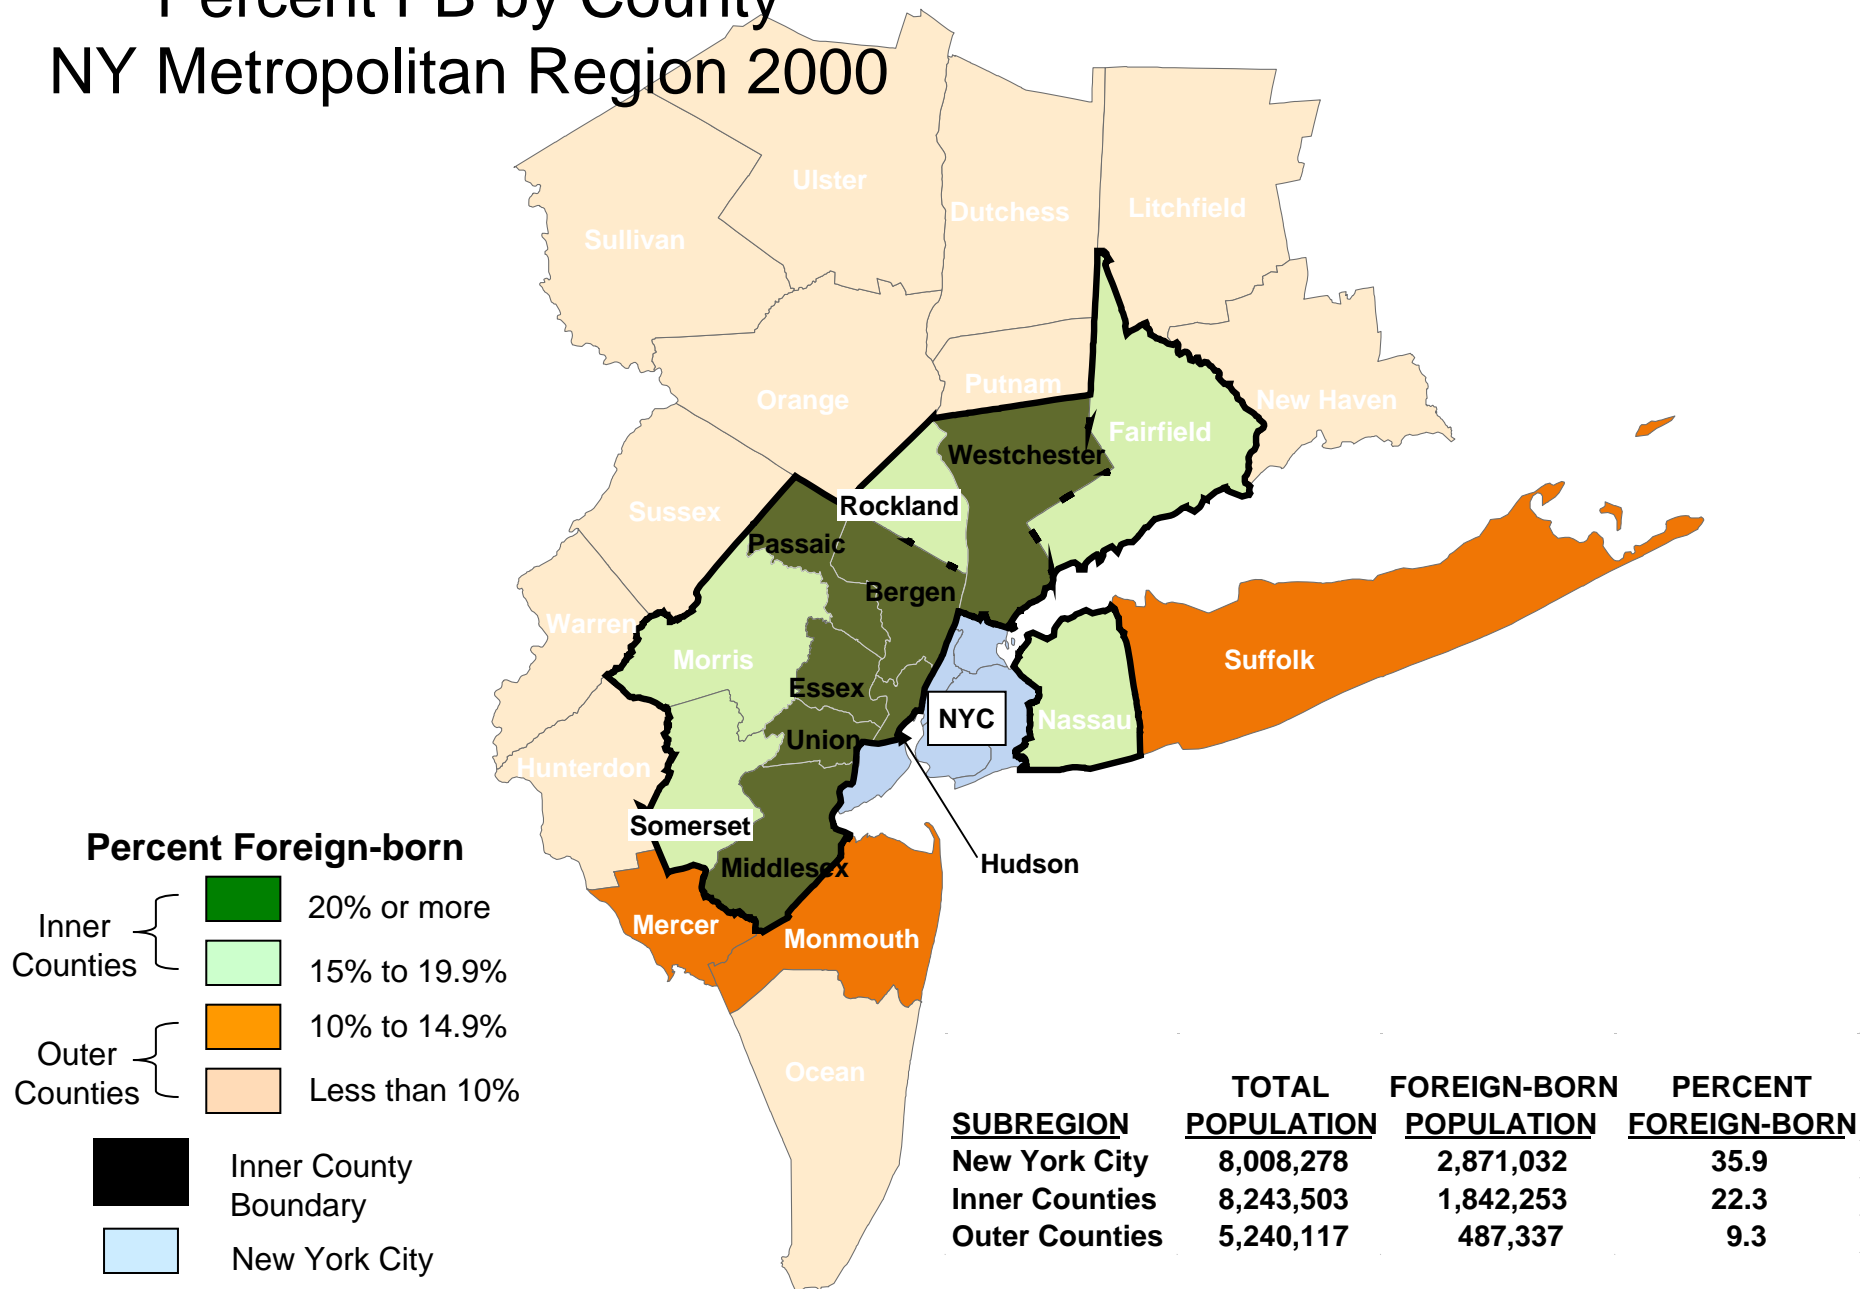 Percent FB by County
NY Metropolitan Region 2000
Ulster
Dutchess
Litchfield
Sullivan
Putnam
Orange
New Haven
Fairfield
Westchester
Rockland
Sussex
Passaic
Bergen
Warren
Morris
Suffolk
Essex
NYC
Nassau
Union
Hunterdon
Somerset
Hudson
Middlesex
Mercer
Monmouth
Ocean
Percent Foreign-born
Inner
Counties
20% or more
15% to 19.9%
Outer
Counties
10% to 14.9%
Less than 10%
Inner County
Boundary
New York City
TOTAL FOREIGN-BORN PERCENT
SUBREGION POPULATION POPULATION FOREIGN-BORN
New York City 8,008,278 2,871,032 35.9
Inner Counties 8,243,503 1,842,253 22.3
Outer Counties 5,240,117 487,337 9.3